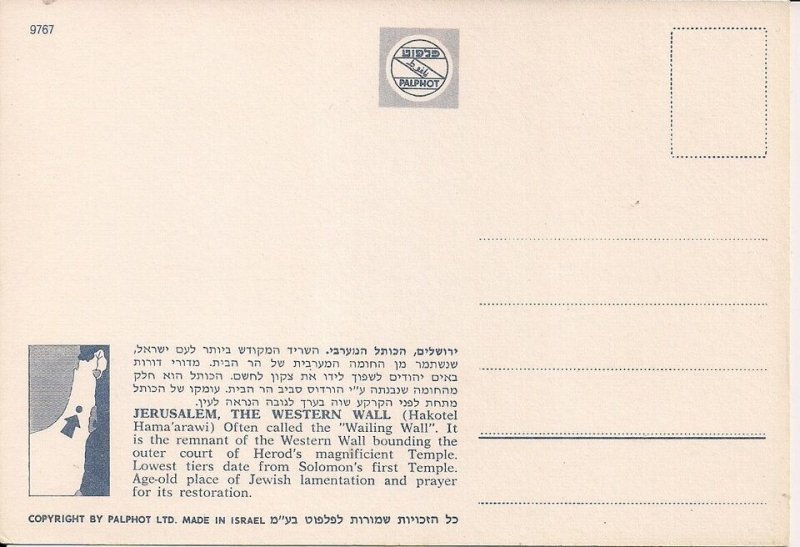 9767
פלפוט
PALPHOT
ירושלים, הכותל המערבי. השריד המקודש ביותר לעם ישראל,
שנשתמר מן החומה המערבית של הר הבית. מדורי דורות
באים יהודים לשפוך לידו את צקון לחשם. הכותל הוא חלק
מהחומה שנבנתה ע״י הורדוס סביב הר הבית. עומקו של הכותל
מתחת לפני הקרקע שוה בערך לגובה הנראה לעין.
JERUSALEM, THE WESTERN WALL (Hakotel
Hama'arawi) Often called the "Wailing Wall". It
is the remnant of the Western Wall bounding the
outer court of Herod's magnificient Temple.
Lowest tiers date from Solomon's first Temple.
Age-old place of Jewish lamentation and prayer
for its restoration.
COPYRIGHT BY PALPHOT LTD. MADE IN ISRAEL כל הזכויות שמורות לפלפוט בע״מ